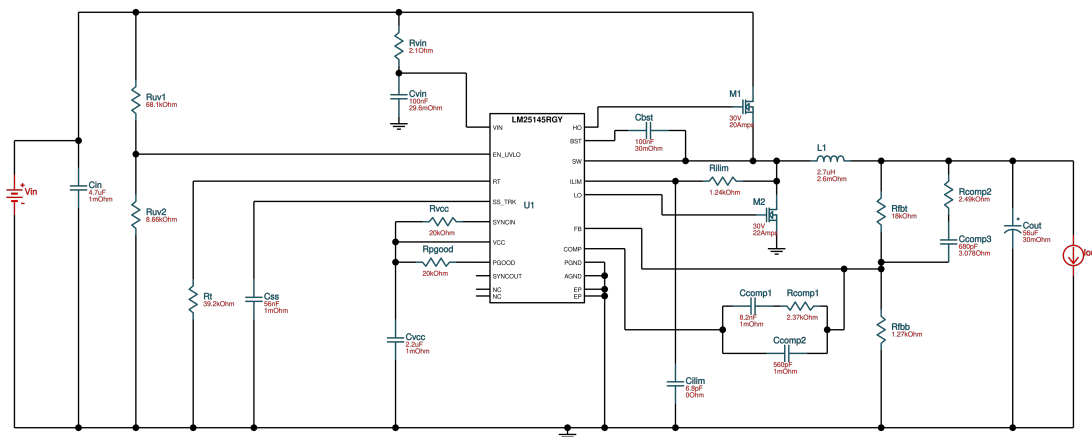 Rvin
2.1Ohm
Cvin
100nF
29.6mOhm
Ruv1
68.1kOhm
Ruv2
8.66kOhm
Vin
+
-
Cin
4.7uF
1mOhm
Rt
39.2kOhm
Css
56nF
1mOhm
Rvcc
20kOhm
Rpgood
20kOhm
Cvcc
2.2uF
1mOhm
LM25145RGY
VIN
EN_UVLO
RT
SS_TRK
SYNCIN
VCC
PGOOD
SYNCOUT
NC
NC
U1
HO
BST
SW
ILIM
LO
FB
COMP
PGND
AGND
EP
EP
Cbst
100nF
30mOhm
M1
30V
20Amps
Rilim
1.24kOhm
M2
30V
22Amps
L1
2.7uH
2.6mOhm
Ccomp1
8.2nF
1mOhm
Rcomp1
2.37kOhm
Ccomp2
560pF
1mOhm
Cilim
6.8pF
0Ohm
Rfbt
18kOhm
Rfbb
1.27kOhm
Rcomp2
2.49kOhm
Ccomp3
680pF
3.078Ohm
+
Cout
56uF
30mOhm